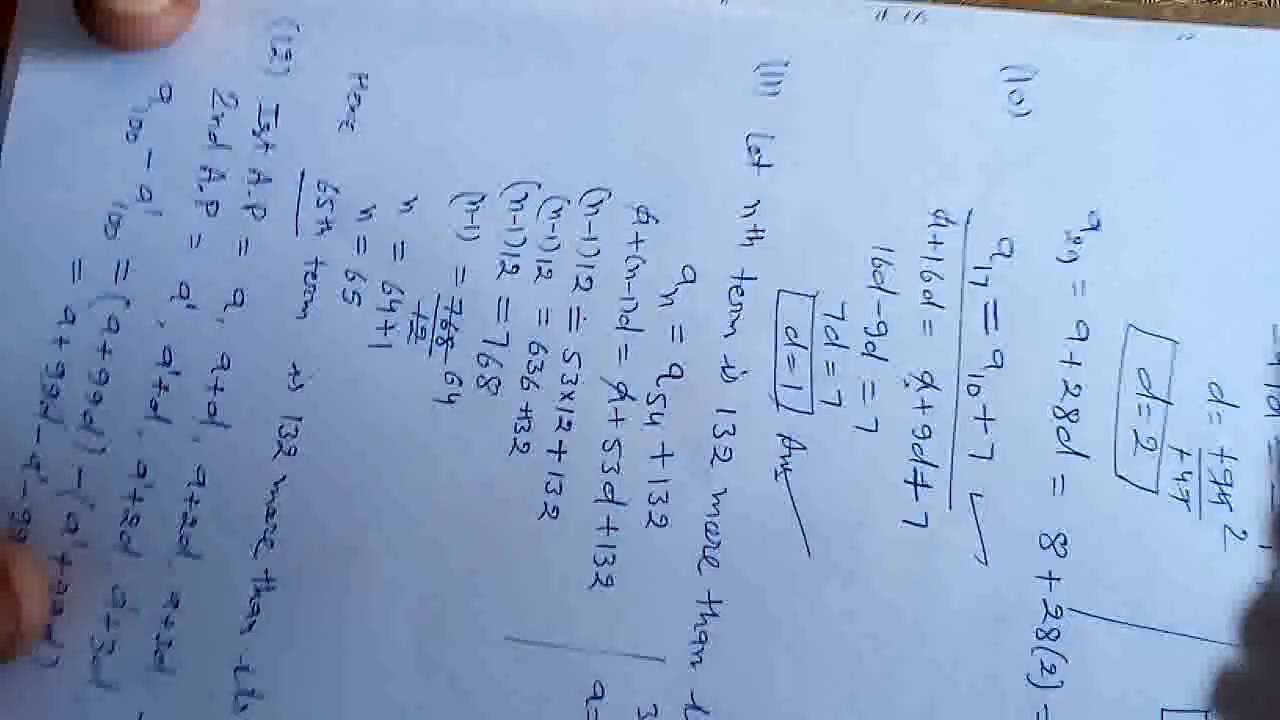 d = +94 2
+47
d = 2
a29 = a + 28d = 8 + 28(2) =
(10) a17 = a10 + 7
a + 16d = a + 9d + 7
16d - 9d = 7
7d = 7
d = 1 Ans
(11) Let nth term is 132 more than
an = a54 + 132
a + (n-1)d = a + 53d + 132
(n-1)12 = 53×12 + 132
(n-1)12 = 636 + 132
(n-1)12 = 768
(n-1) = 768 64
12
n = 64+1
n = 65
Hence 65th term is 132 more than its
(12) Ist A.P = a, a+d, a+2d, a+3d
2nd A.P = a', a'+d, a'+2d, a'+3d
a100 - a'100 = (a+99d) - (a'+99d)
= a+99d - a' - 99
a=